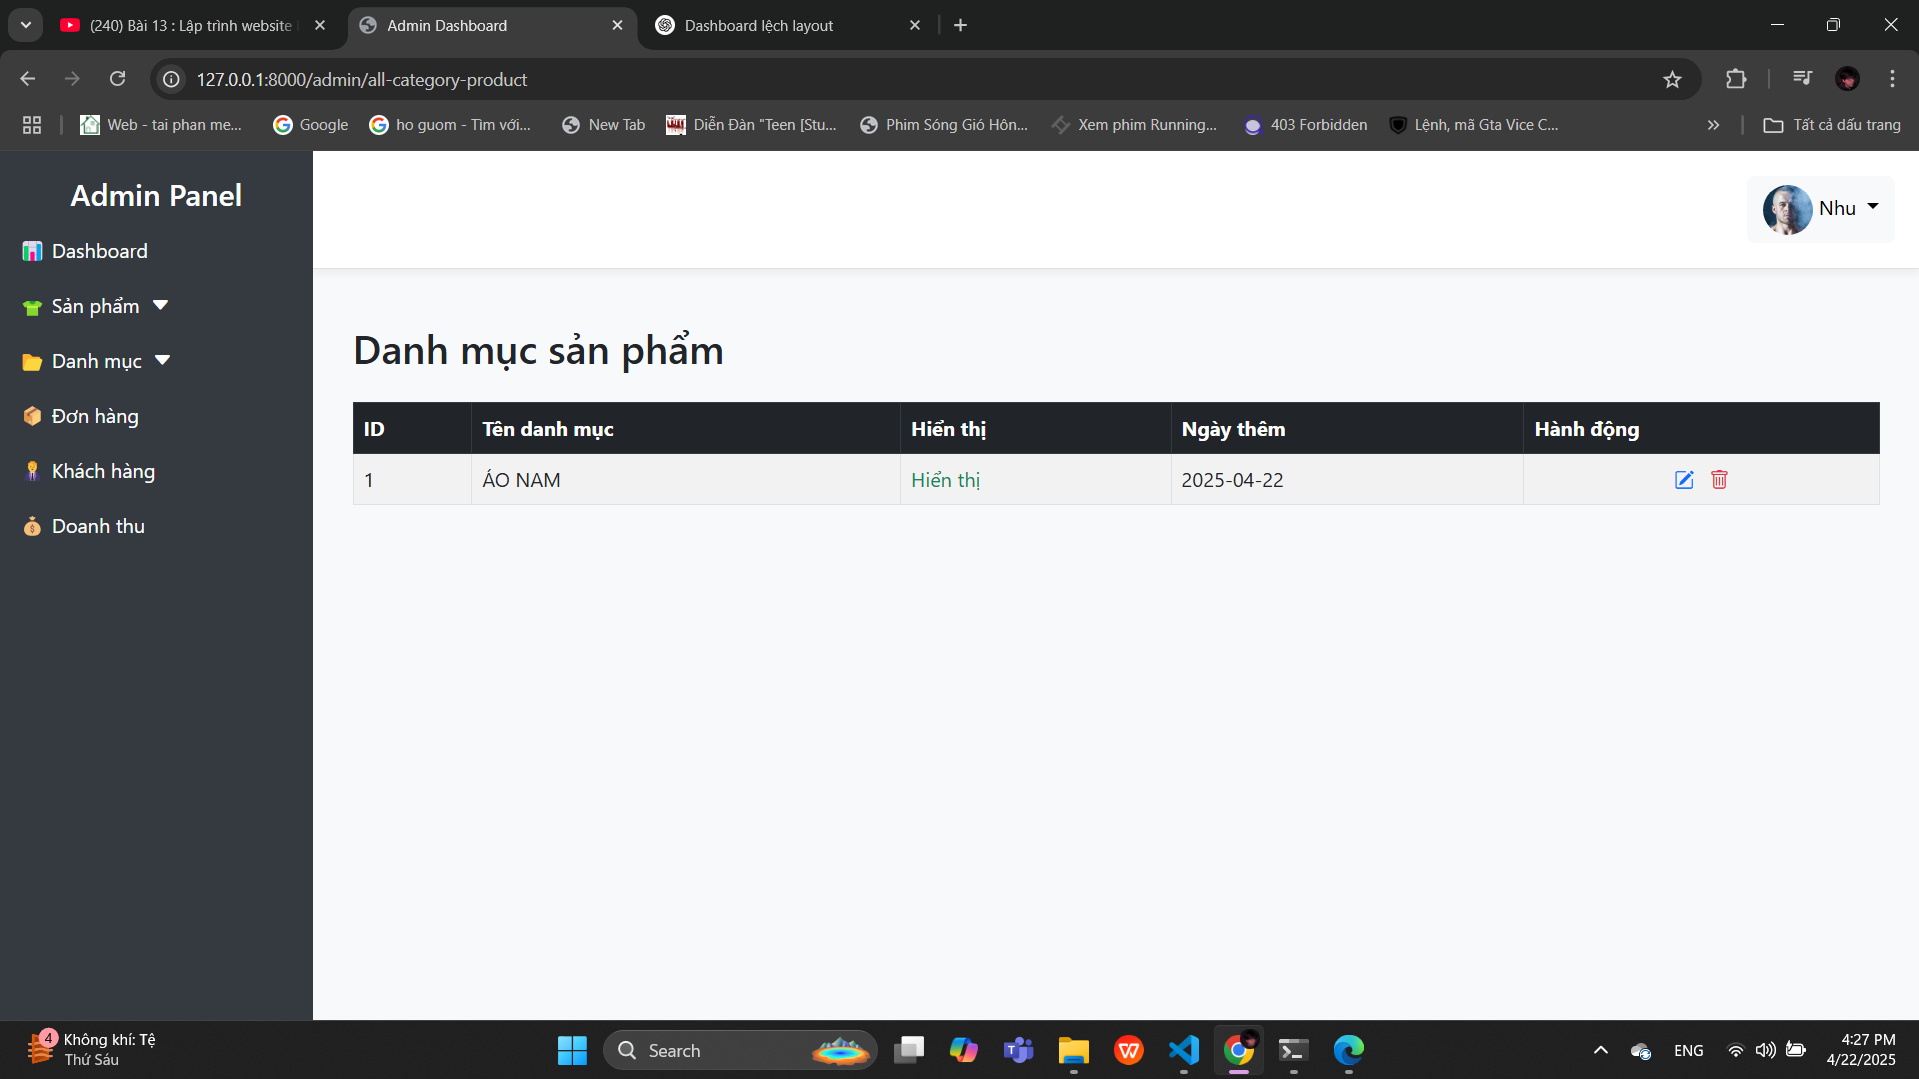 (240) Bài 13 : Lập trình website
Admin Dashboard
Dashboard lệch layout
127.0.0.1:8000/admin/all-category-product
Web - tai phan me...
Google
ho guom - Tìm với...
New Tab
Diễn Đàn "Teen [Stu...
Phim Sóng Gió Hôn...
Xem phim Running...
403 Forbidden
Lệnh, mã Gta Vice C...
Tất cả dấu trang
Admin Panel
Dashboard
Sản phẩm
Danh mục
Đơn hàng
Khách hàng
Doanh thu
Nhu
Danh mục sản phẩm
ID Tên danh mục Hiển thị Ngày thêm Hành động
1 ÁO NAM Hiển thị 2025-04-22
4
Không khí: Tệ
Thứ Sáu
Search
ENG
4:27 PM
4/22/2025